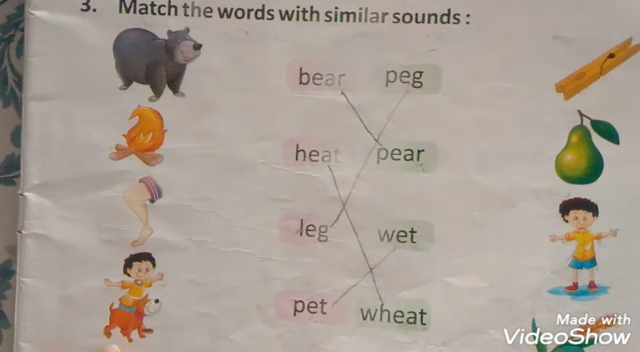 3. Match the words with similar sounds :
bear peg
heat pear
leg wet
pet wheat
Made with
VideoShow